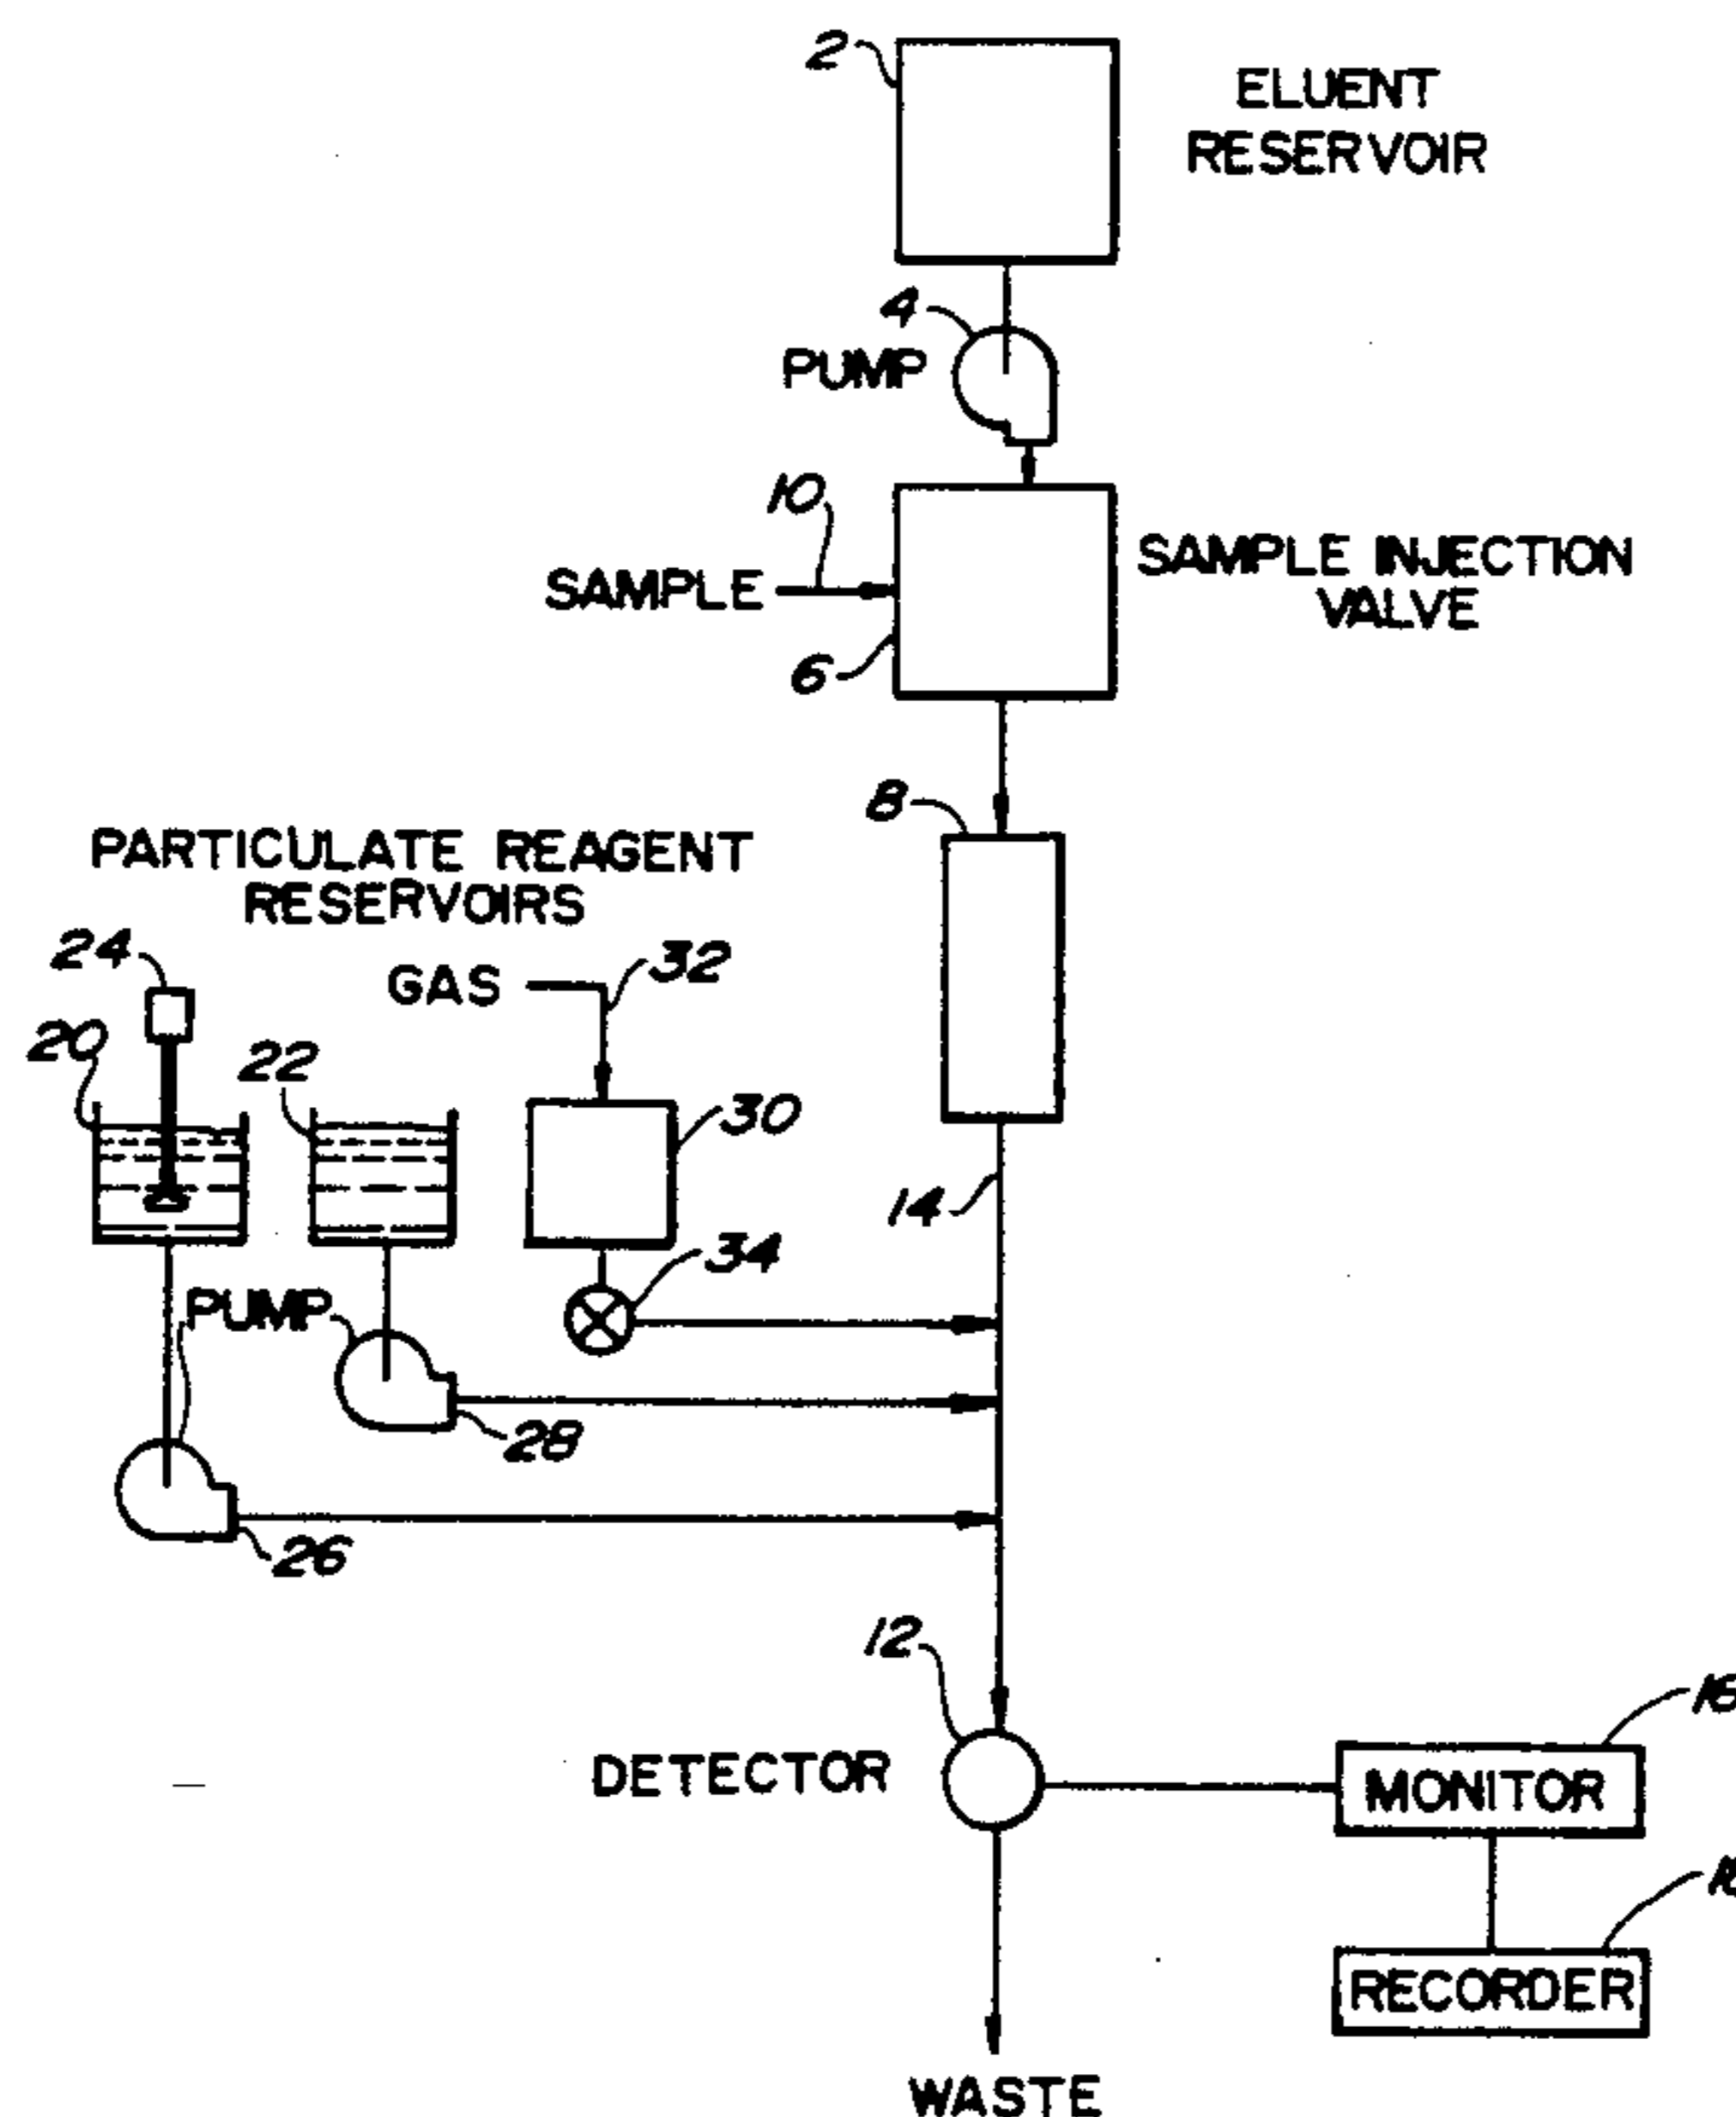 2
ELUENT
RESERVOIR
4
PUMP
10
SAMPLE
SAMPLE INJECTION
VALVE
6
8
PARTICULATE REAGENT
RESERVOIRS
24
GAS
32
20
22
30
14
34
PUMP
28
26
12
DETECTOR
MONITOR
RECORDER
WASTE